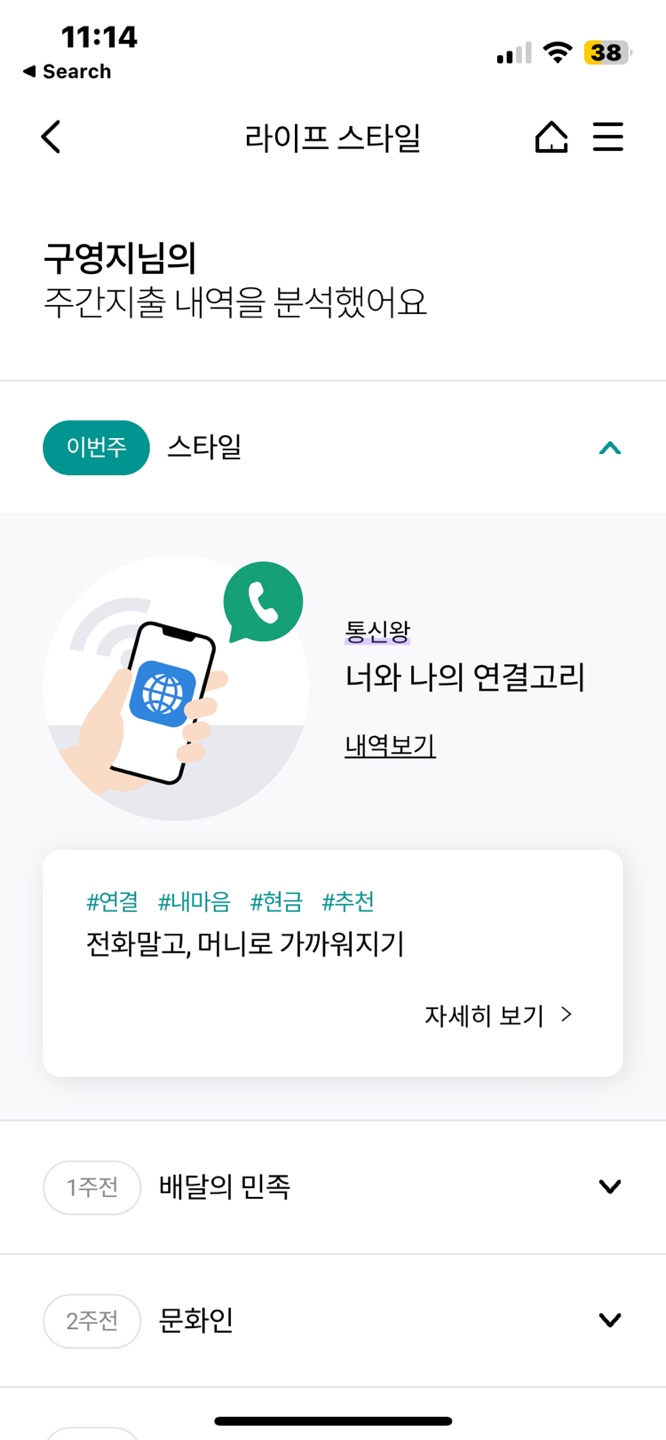 11:14
38
◀ Search
라이프 스타일
구영지님의
주간지출 내역을 분석했어요
이번주 스타일
통신왕
너와 나의 연결고리
내역보기
#연결 #내마음 #현금 #추천
전화말고, 머니로 가까워지기
자세히 보기 >
1주전 배달의 민족
2주전 문화인